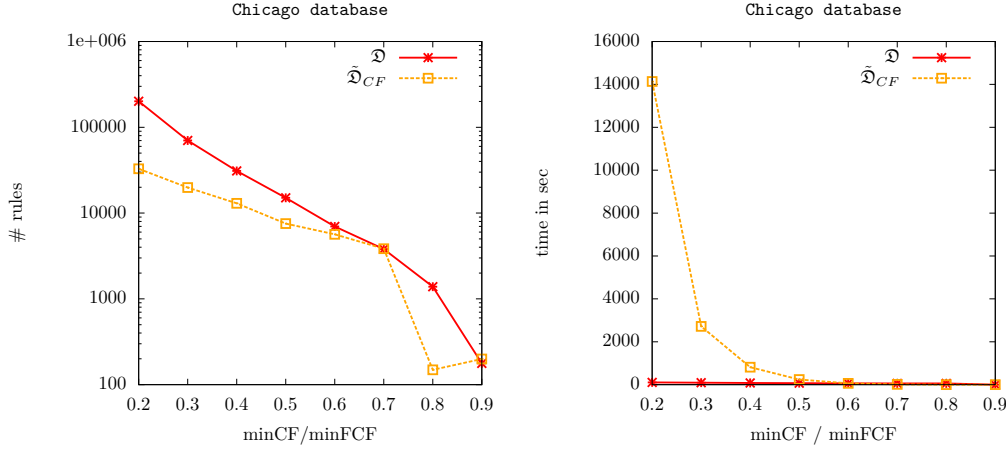 Chicago database
1e+006
100000
10000
1000
100
# rules
𝔇
𝔇̃_CF
0.2 0.3 0.4 0.5 0.6 0.7 0.8 0.9
minCF/minFCF
Chicago database
16000
14000
12000
10000
8000
6000
4000
2000
0
time in sec
𝔇
𝔇̃_CF
0.2 0.3 0.4 0.5 0.6 0.7 0.8 0.9
minCF / minFCF